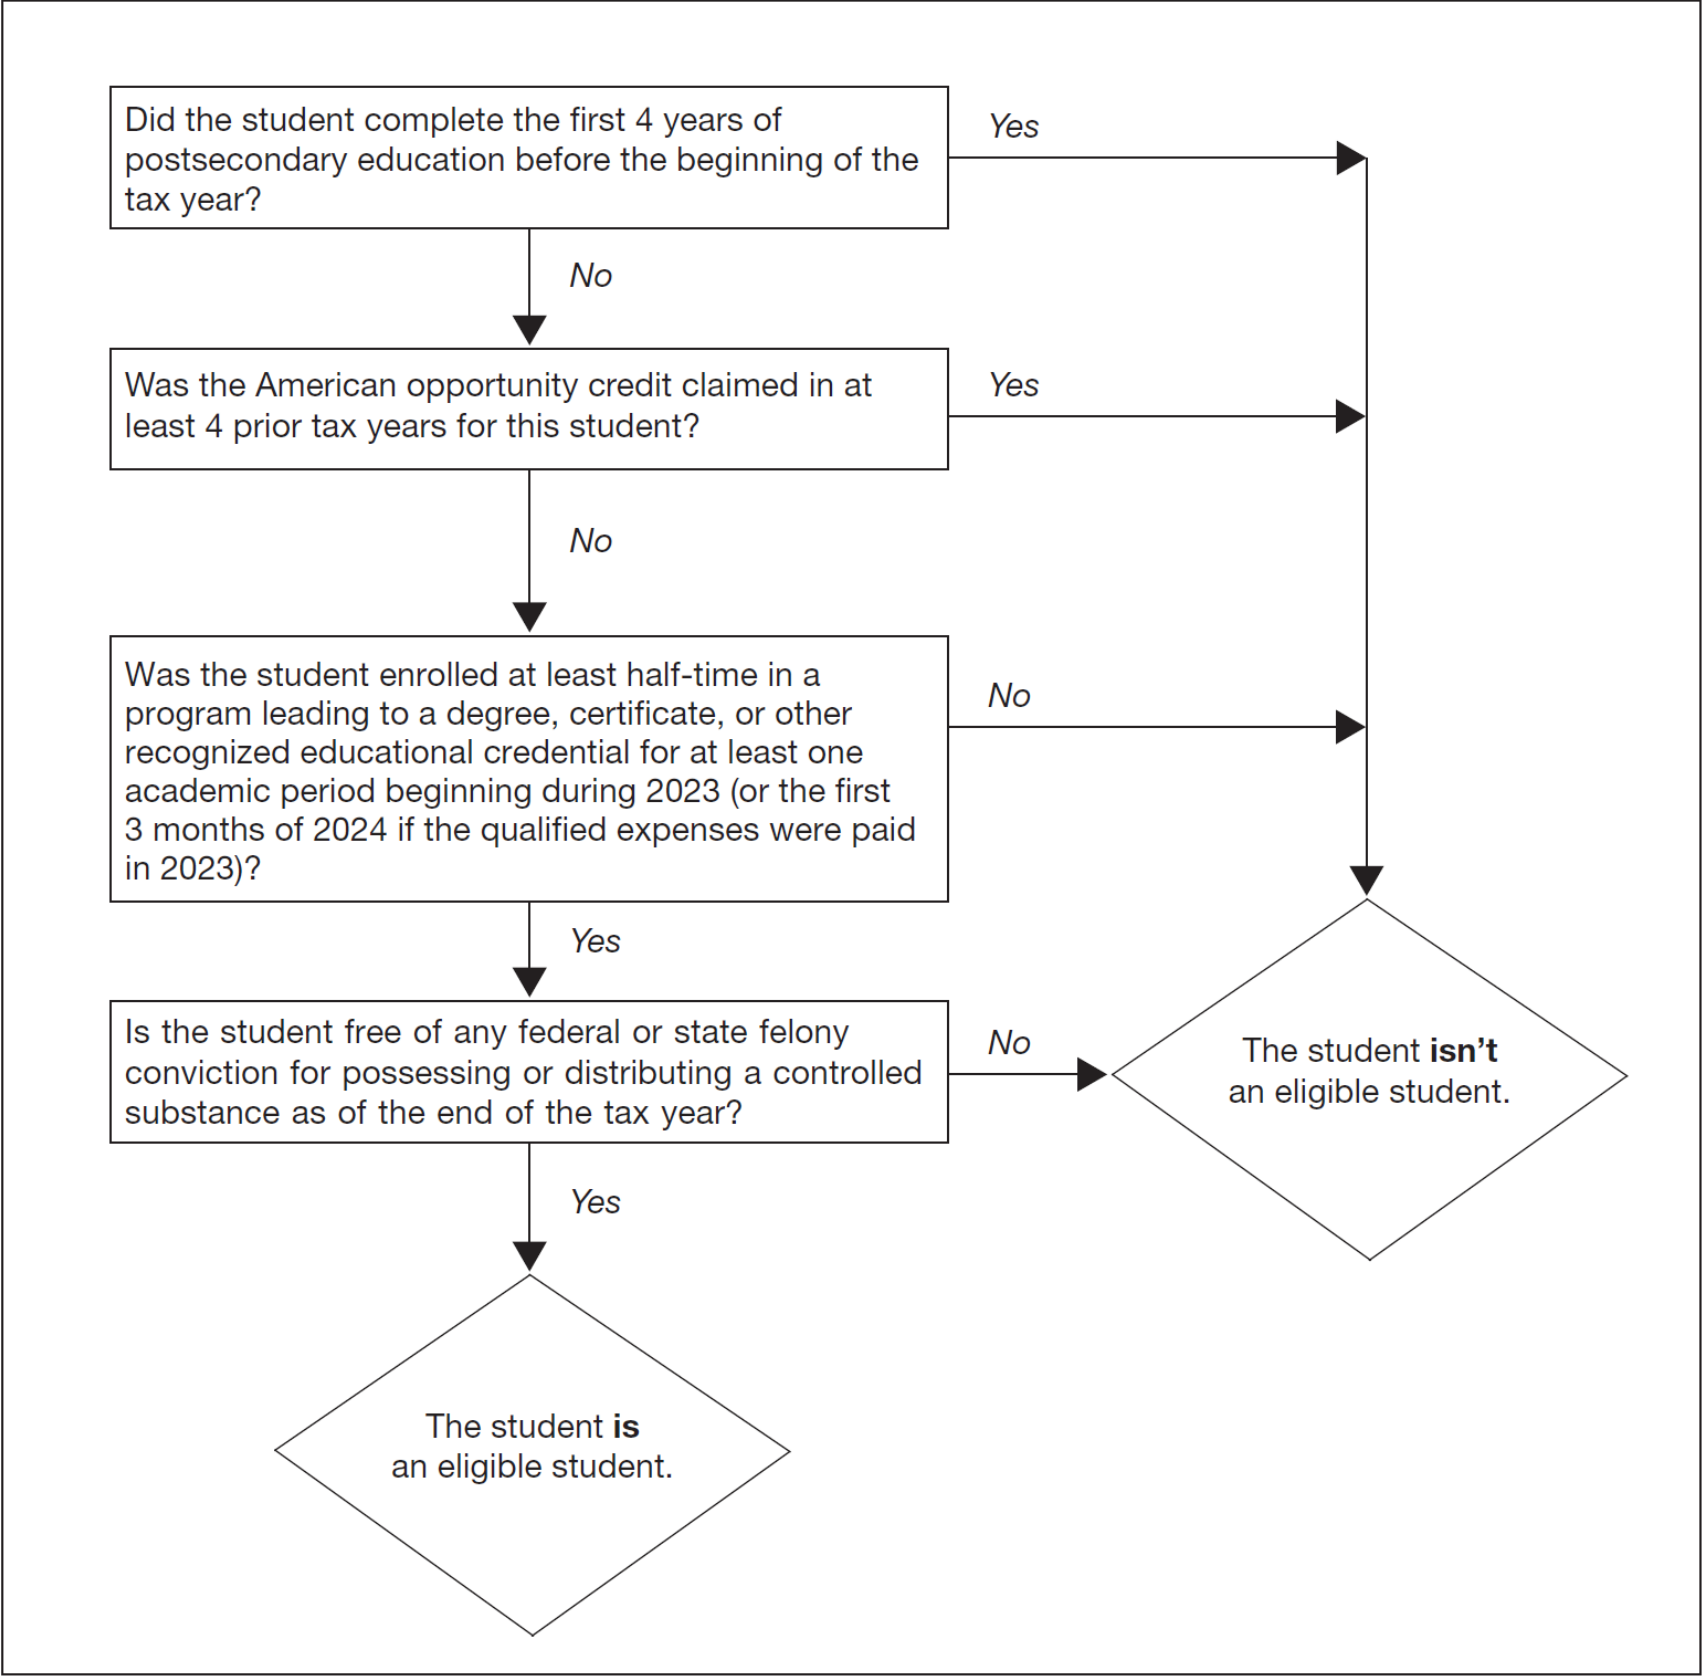 Did the student complete the first 4 years of
postsecondary education before the beginning of the
tax year?
Yes
No
Was the American opportunity credit claimed in at
least 4 prior tax years for this student?
Yes
No
Was the student enrolled at least half-time in a
program leading to a degree, certificate, or other
recognized educational credential for at least one
academic period beginning during 2023 (or the first
3 months of 2024 if the qualified expenses were paid
in 2023)?
No
Yes
Is the student free of any federal or state felony
conviction for possessing or distributing a controlled
substance as of the end of the tax year?
No
The student isn’t
an eligible student.
Yes
The student is
an eligible student.